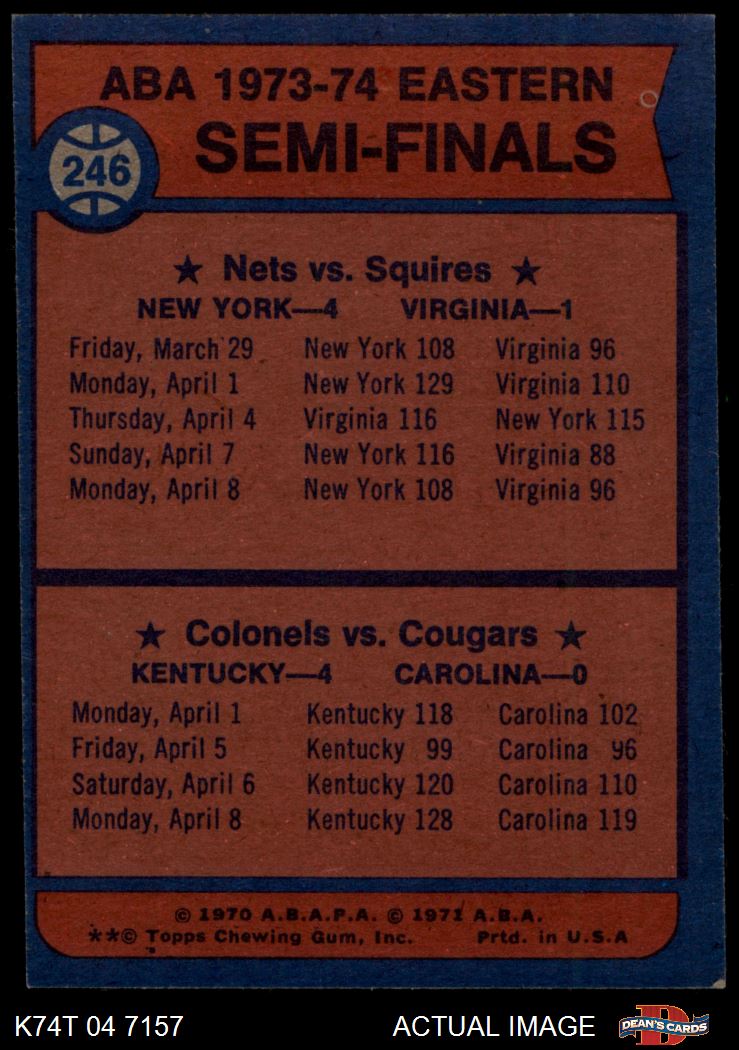 ABA 1973-74 EASTERN
SEMI-FINALS
246
★ Nets vs. Squires ★
NEW YORK—4 VIRGINIA—1
Friday, March 29 New York 108 Virginia 96
Monday, April 1 New York 129 Virginia 110
Thursday, April 4 Virginia 116 New York 115
Sunday, April 7 New York 116 Virginia 88
Monday, April 8 New York 108 Virginia 96
★ Colonels vs. Cougars ★
KENTUCKY—4 CAROLINA—0
Monday, April 1 Kentucky 118 Carolina 102
Friday, April 5 Kentucky 99 Carolina 96
Saturday, April 6 Kentucky 120 Carolina 110
Monday, April 8 Kentucky 128 Carolina 119
© 1970 A.B.A.P.A. © 1971 A.B.A.
**© Topps Chewing Gum, Inc. Prtd. in U.S.A
K74T 04 7157 ACTUAL IMAGE D DEAN'S CARDS